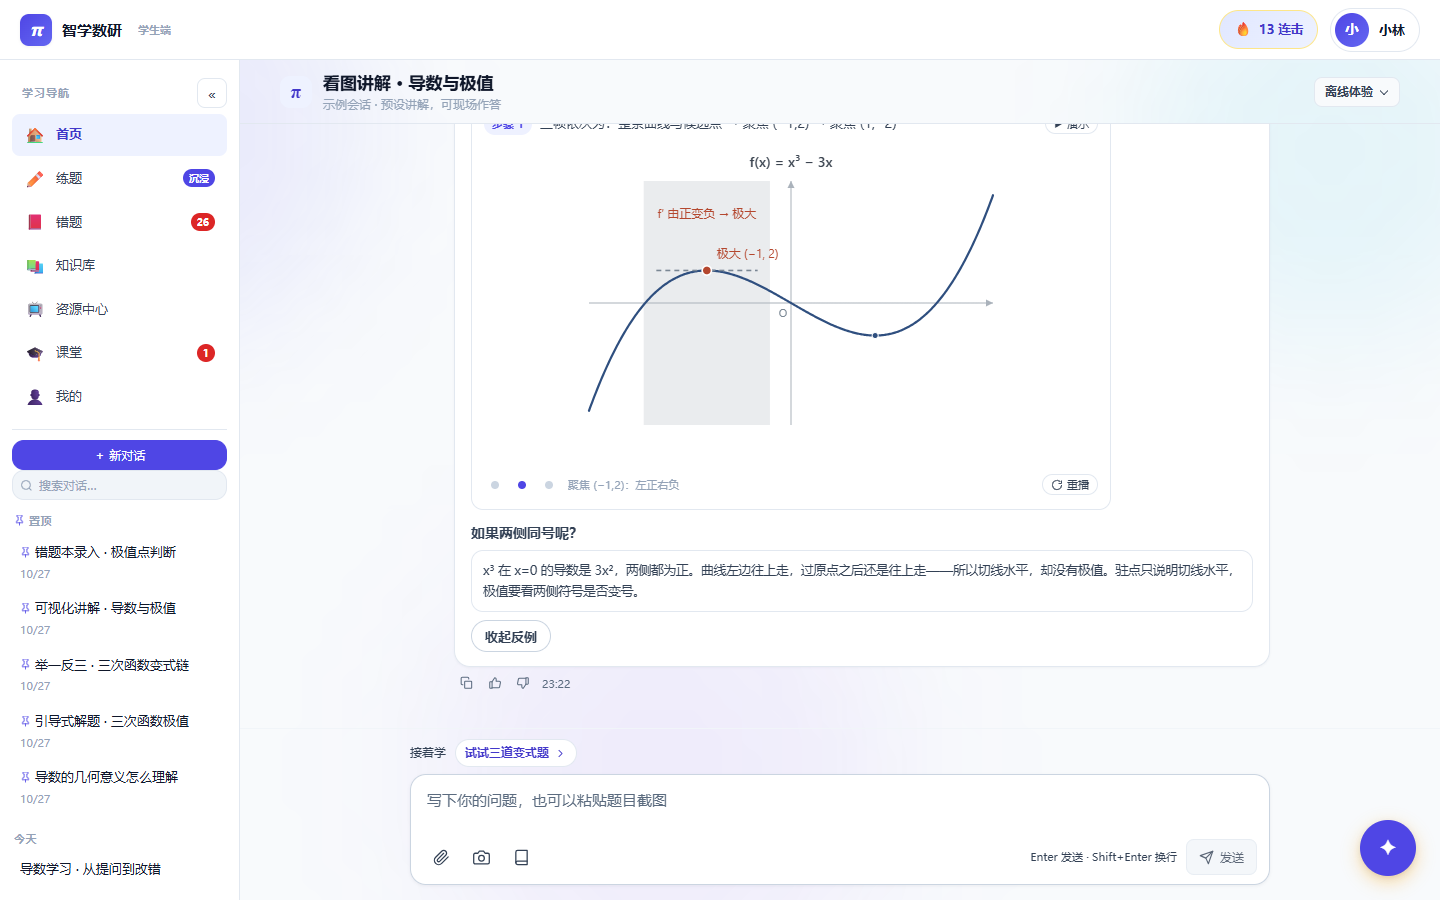 π 智学数研 学生端
13 连击
小 小林
学习导航 «
首页
练题 沉浸
错题 26
知识库
资源中心
课堂 1
我的
+ 新对话
搜索对话...
置顶
错题本录入 · 极值点判断
10/27
可视化讲解 · 导数与极值
10/27
举一反三 · 三次函数变式链
10/27
引导式解题 · 三次函数极值
10/27
导数的几何意义怎么理解
10/27
今天
导数学习 · 从提问到改错
π 看图讲解 · 导数与极值
示例会话 · 预设讲解，可现场作答
离线体验
f(x) = x³ − 3x
f′ 由正变负 → 极大
极大 (−1, 2)
O
聚焦 (−1,2)：左正右负
重播
如果两侧同号呢？
x³ 在 x=0 的导数是 3x²，两侧都为正。曲线左边往上走，过原点之后还是往上走——所以切线水平，却没有极值。驻点只说明切线水平，
极值要看两侧符号是否变号。
收起反例
23:22
接着学 试试三道变式题
写下你的问题，也可以粘贴题目截图
Enter 发送 · Shift+Enter 换行 发送